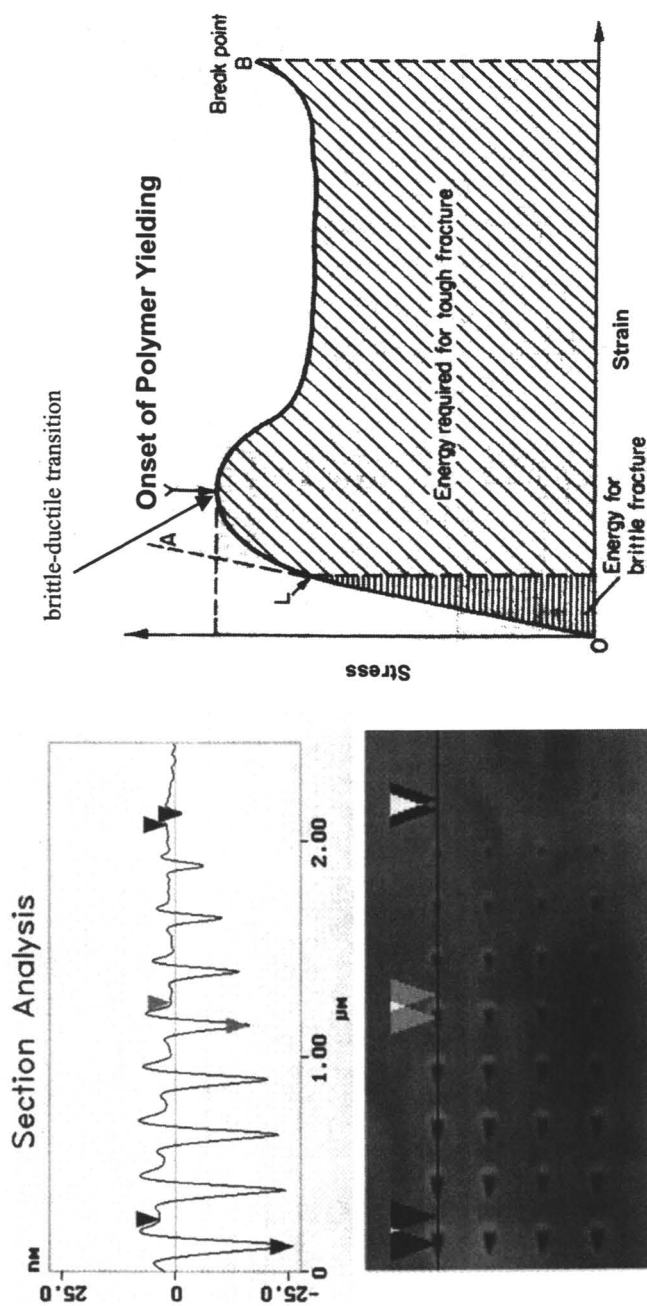 Section Analysis
nM
25.0
0
-25.0
0
1.00
2.00
μM
brittle-ductile transition
Onset of Polymer Yielding
Y
A
L
Break point
B
Stress
Energy required for tough fracture
O
Strain
Energy for
brittle fracture